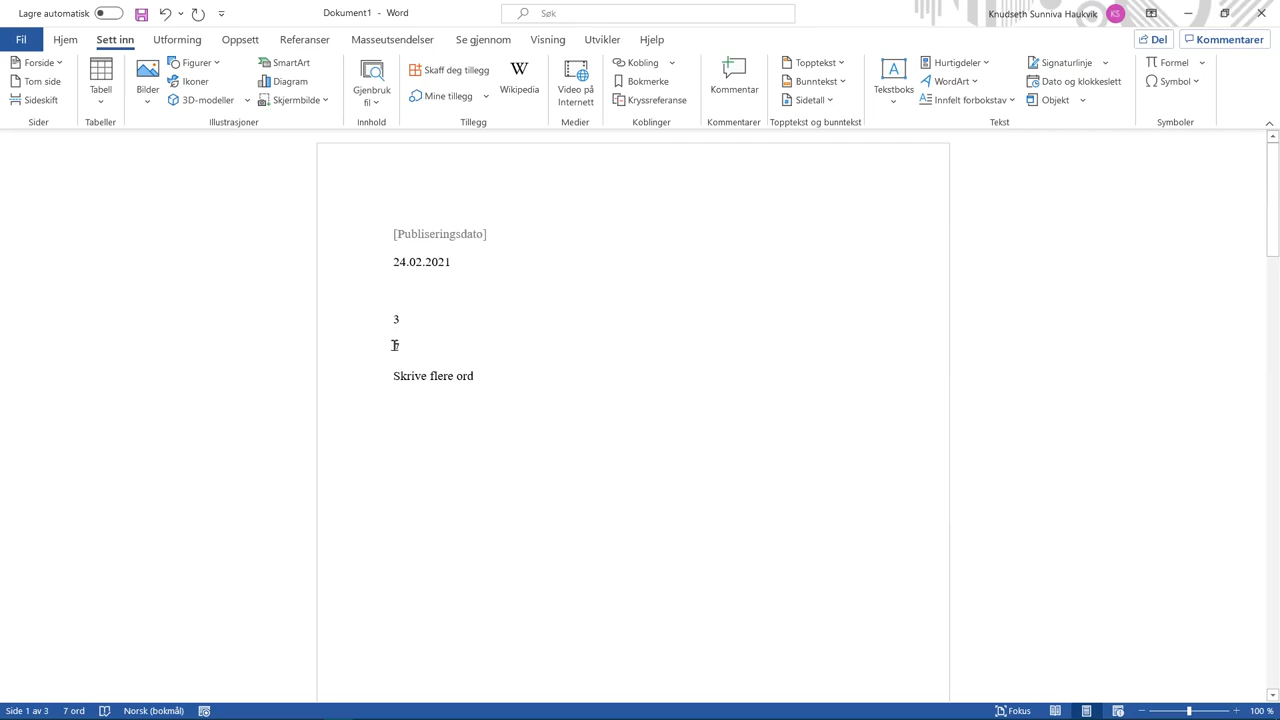 Lagre automatisk
Dokument1 - Word
Søk
Knudseth Sunniva Haukvik
KS
Fil Hjem Sett inn Utforming Oppsett Referanser Masseutsendelser Se gjennom Visning Utvikler Hjelp
Del Kommentarer
Forside
Tom side
Sideskift
Sider
Tabell
Tabeller
Bilder
Figurer
Ikoner
3D-modeller
SmartArt
Diagram
Skjermbilde
Illustrasjoner
Gjenbruk
fil
Innhold
Skaff deg tillegg
Mine tillegg
W
Wikipedia
Tillegg
Video på
Internett
Medier
Kobling
Bokmerke
Kryssreferanse
Koblinger
Kommentar
Kommentarer
Topptekst
Bunntekst
Sidetall
Topptekst og bunntekst
Tekstboks
Hurtigdeler
WordArt
Innfelt forbokstav
Signaturlinje
Dato og klokkeslett
Objekt
Tekst
Formel
Symbol
Symboler
[Publiseringsdato]
24.02.2021
3
Skrive flere ord
Side 1 av 3
7 ord
Norsk (bokmål)
Fokus
100 %